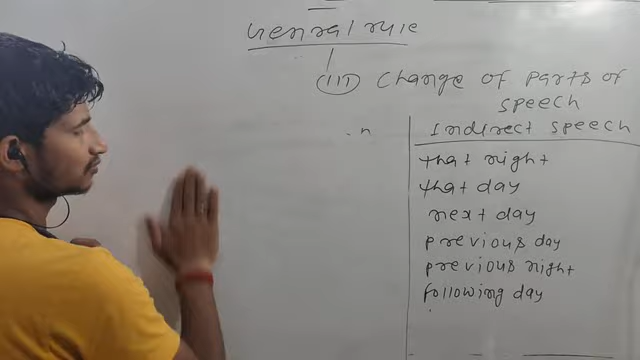 General rule
(III) Change of Parts of
speech
Indirect speech
that night
that day
next day
previous day
previous night
following day